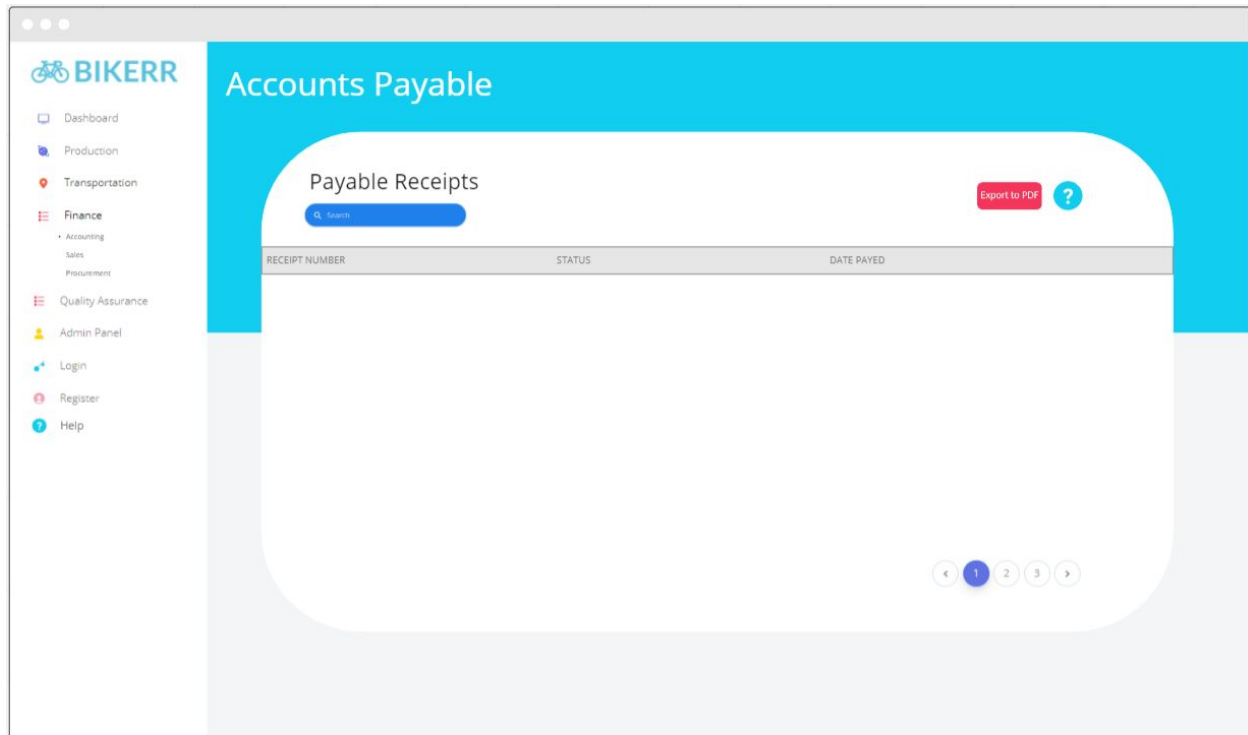 BIKERR
Dashboard
Production
Transportation
Finance
Accounting
Sales
Procurement
Quality Assurance
Admin Panel
Login
Register
? Help
Accounts Payable
Payable Receipts
Export to PDF ?
Search
RECEIPT NUMBER STATUS DATE PAYED
< 1 2 3 >